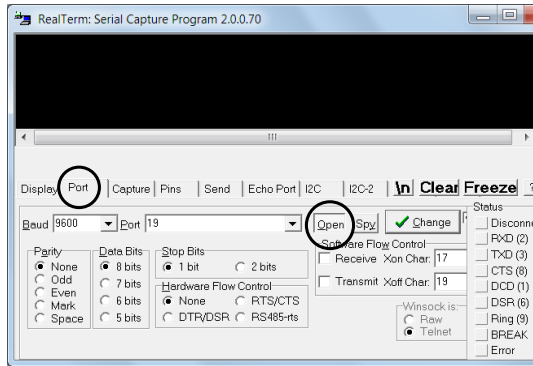 RealTerm: Serial Capture Program 2.0.0.70
Display Port Capture Pins Send Echo Port I2C I2C-2 \n Clear Freeze ?
Status
Baud 9600 Port 19 Open Spy Change
Disconne
RXD (2)
TXD (3)
CTS (8)
DCD (1)
DSR (6)
Ring (9)
BREAK
Error
Parity
None
Odd
Even
Mark
Space
Data Bits
8 bits
7 bits
6 bits
5 bits
Stop Bits
1 bit 2 bits
Hardware Flow Control
None RTS/CTS
DTR/DSR RS485-rts
Software Flow Control
Receive Xon Char: 17
Transmit Xoff Char: 19
Winsock is:
Raw
Telnet